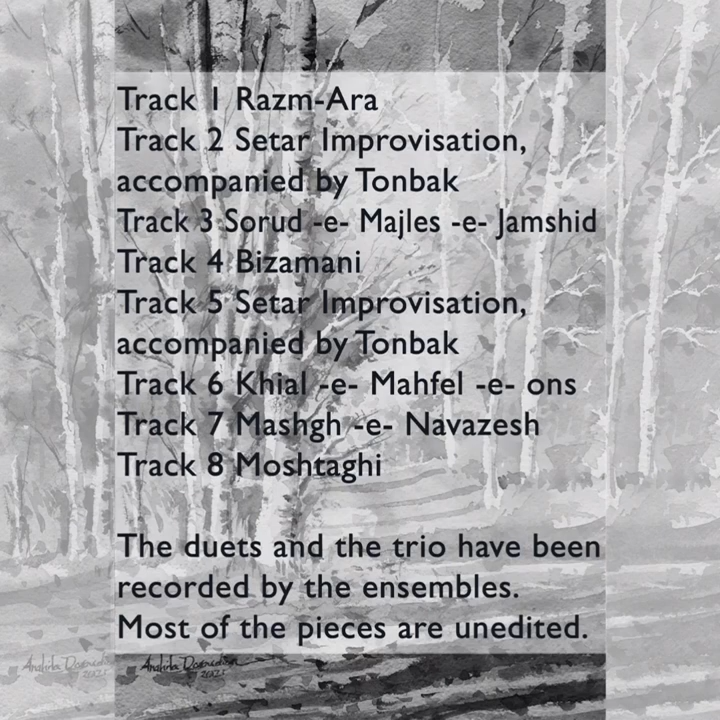 Track 1 Razm-Ara
Track 2 Setar Improvisation,
accompanied by Tonbak
Track 3 Sorud -e- Majles -e- Jamshid
Track 4 Bizamani
Track 5 Setar Improvisation,
accompanied by Tonbak
Track 6 Khial -e- Mahfel -e- ons
Track 7 Mashgh -e- Navazesh
Track 8 Moshtaghi
The duets and the trio have been
recorded by the ensembles.
Most of the pieces are unedited.